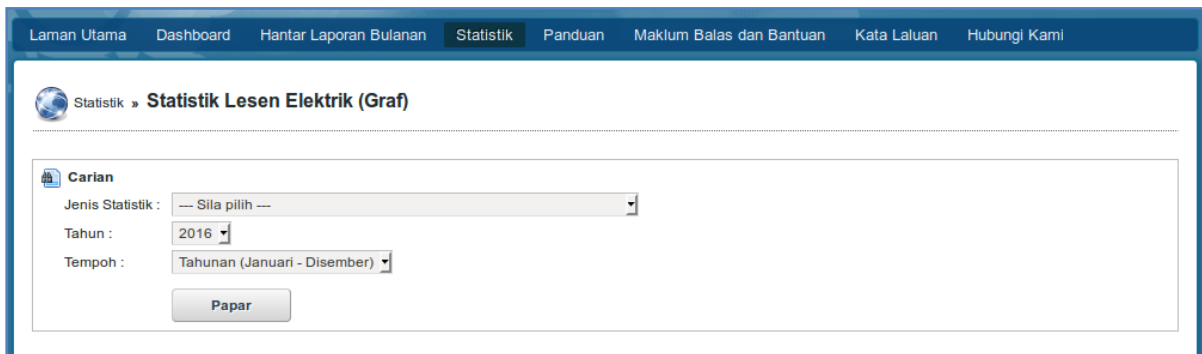 Laman Utama Dashboard Hantar Laporan Bulanan Statistik Panduan Maklum Balas dan Bantuan Kata Laluan Hubungi Kami
Statistik » Statistik Lesen Elektrik (Graf)
Carian
Jenis Statistik : --- Sila pilih ---
Tahun : 2016
Tempoh : Tahunan (Januari - Disember)
Papar